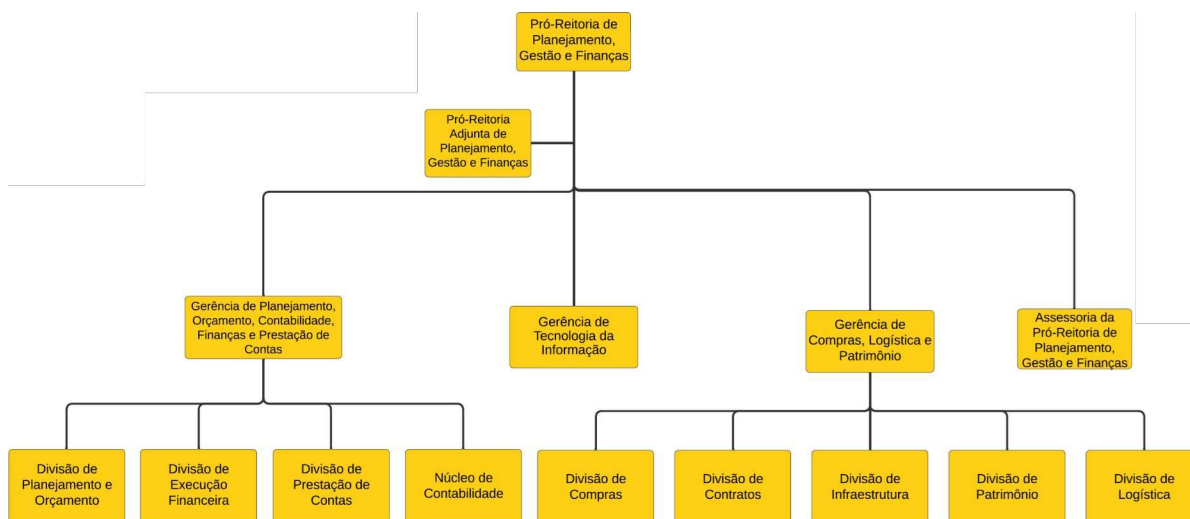 Pró-Reitoria de
Planejamento,
Gestão e Finanças
Pró-Reitoria
Adjunta de
Planejamento,
Gestão e Finanças
Gerência de Planejamento,
Orçamento, Contabilidade,
Finanças e Prestação de
Contas
Gerência de
Tecnologia da
Informação
Gerência de
Compras, Logística e
Patrimônio
Assessoria da
Pró-Reitoria de
Planejamento,
Gestão e Finanças
Divisão de
Planejamento e
Orçamento
Divisão de
Execução
Financeira
Divisão de
Prestação de
Contas
Núcleo de
Contabilidade
Divisão de
Compras
Divisão de
Contratos
Divisão de
Infraestrutura
Divisão de
Patrimônio
Divisão de
Logística